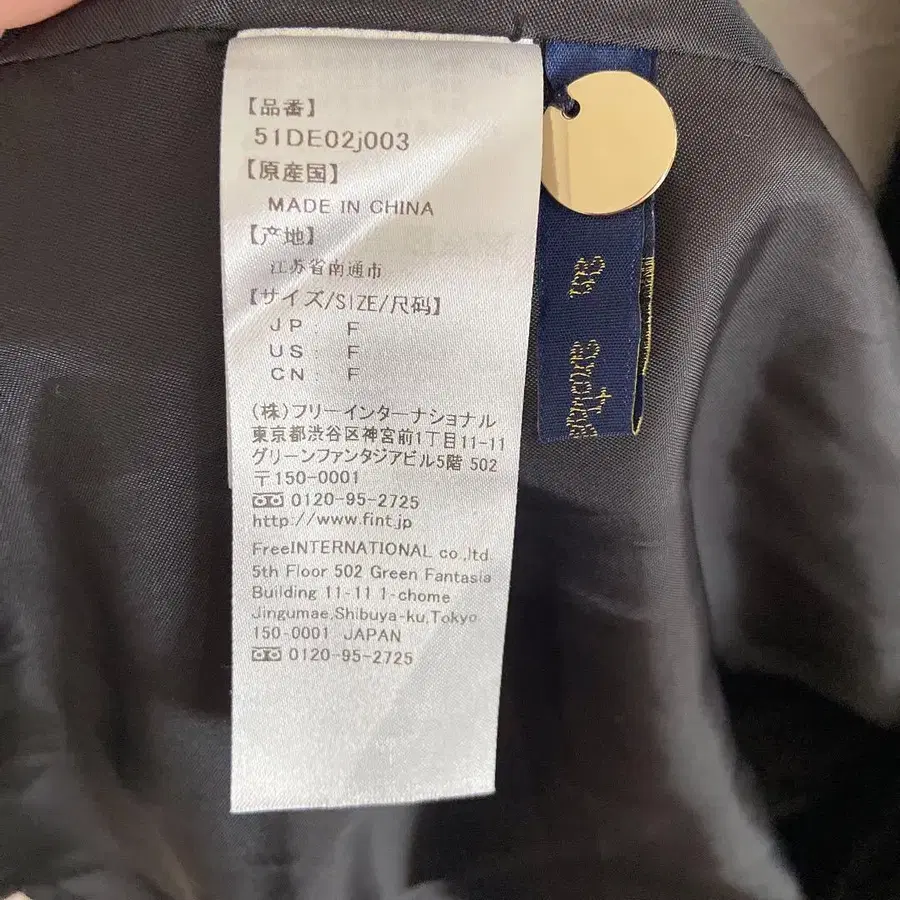 【品番】
51DE02j003
【原産国】
MADE IN CHINA
【产地】
江苏省南通市
【サイズ/SIZE/尺码】
JP: F
US: F
CN: F
(株)フリーインターナショナル
東京都渋谷区神宮前1丁目11-11
グリーンファンタジアビル5階 502
〒150-0001
0120-95-2725
http://www.fint.jp
FreeINTERNATIONAL co.,ltd.
5th Floor 502 Green Fantasia
Building 11-11 1-chome
Jingumae,Shibuya-ku,Tokyo
150-0001 JAPAN
0120-95-2725